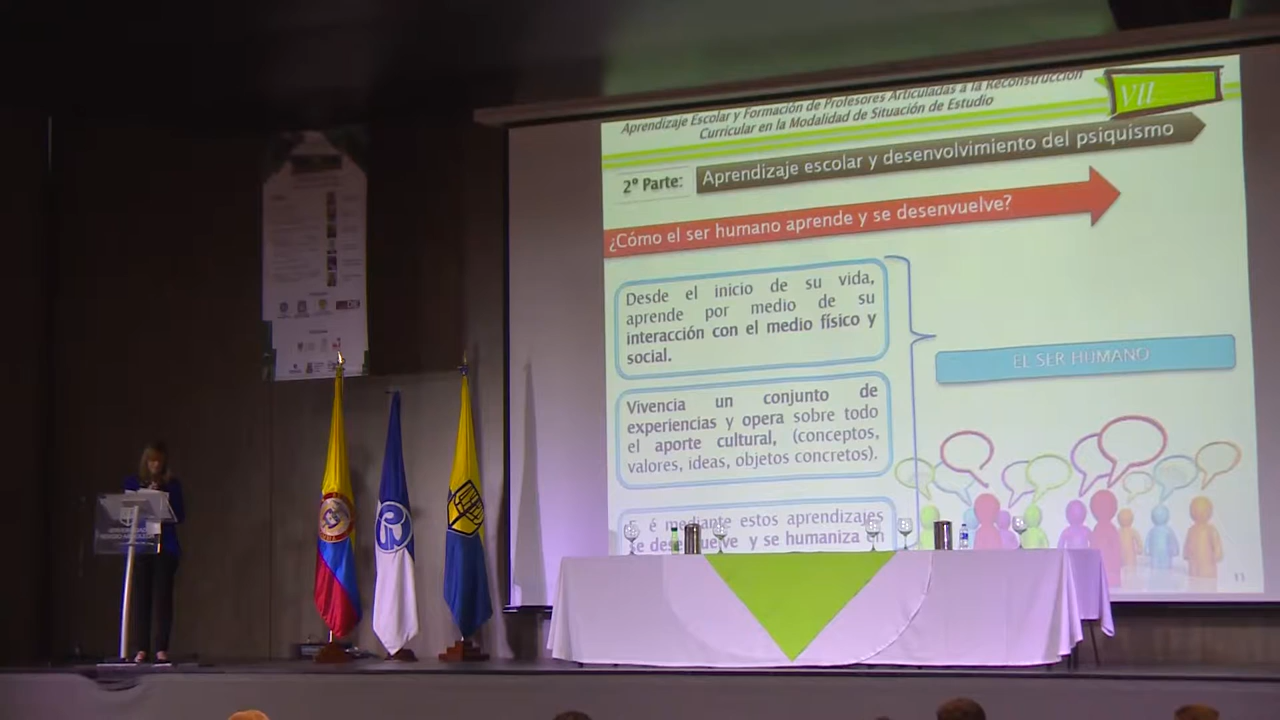 Aprendizaje Escolar y Formación de Profesores Articuladas a la Reconstrucción
Curricular en la Modalidad de Situación de Estudio
VII
2º Parte:
Aprendizaje escolar y desenvolvimiento del psiquismo
¿Cómo el ser humano aprende y se desenvuelve?
Desde el inicio de su vida,
aprende por medio de su
interacción con el medio físico y
social.
EL SER HUMANO
Vivencia un conjunto de
experiencias y opera sobre todo
el aporte cultural, (conceptos,
valores, ideas, objetos concretos).
é mediante estos aprendizajes
se desenvuelve y se humaniza en